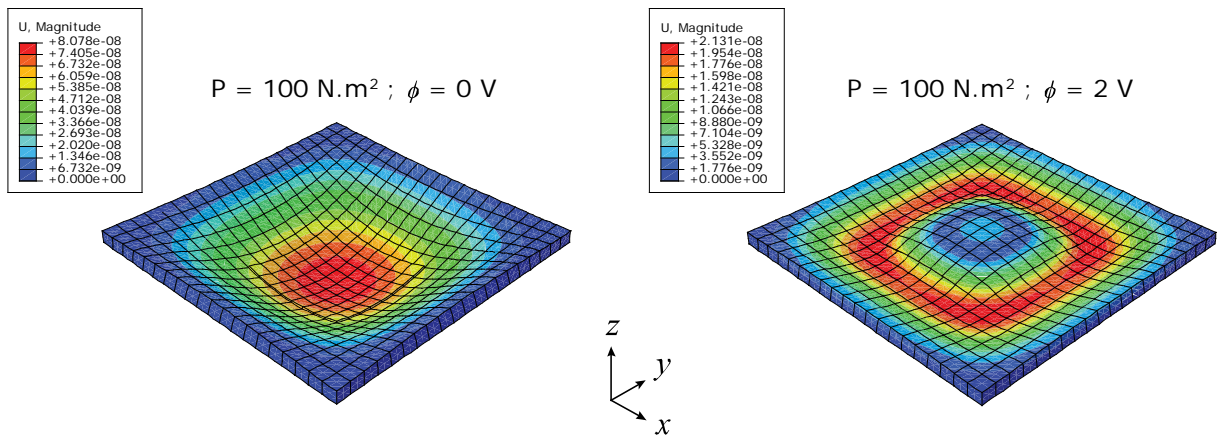 U, Magnitude
+8.078e-08
+7.405e-08
+6.732e-08
+6.059e-08
+5.385e-08
+4.712e-08
+4.039e-08
+3.366e-08
+2.693e-08
+2.020e-08
+1.346e-08
+6.732e-09
+0.000e+00
P = 100 N.m² ; ϕ = 0 V
U, Magnitude
+2.131e-08
+1.954e-08
+1.776e-08
+1.598e-08
+1.421e-08
+1.243e-08
+1.066e-08
+8.880e-09
+7.104e-09
+5.328e-09
+3.552e-09
+1.776e-09
+0.000e+00
P = 100 N.m² ; ϕ = 2 V
z
y
x